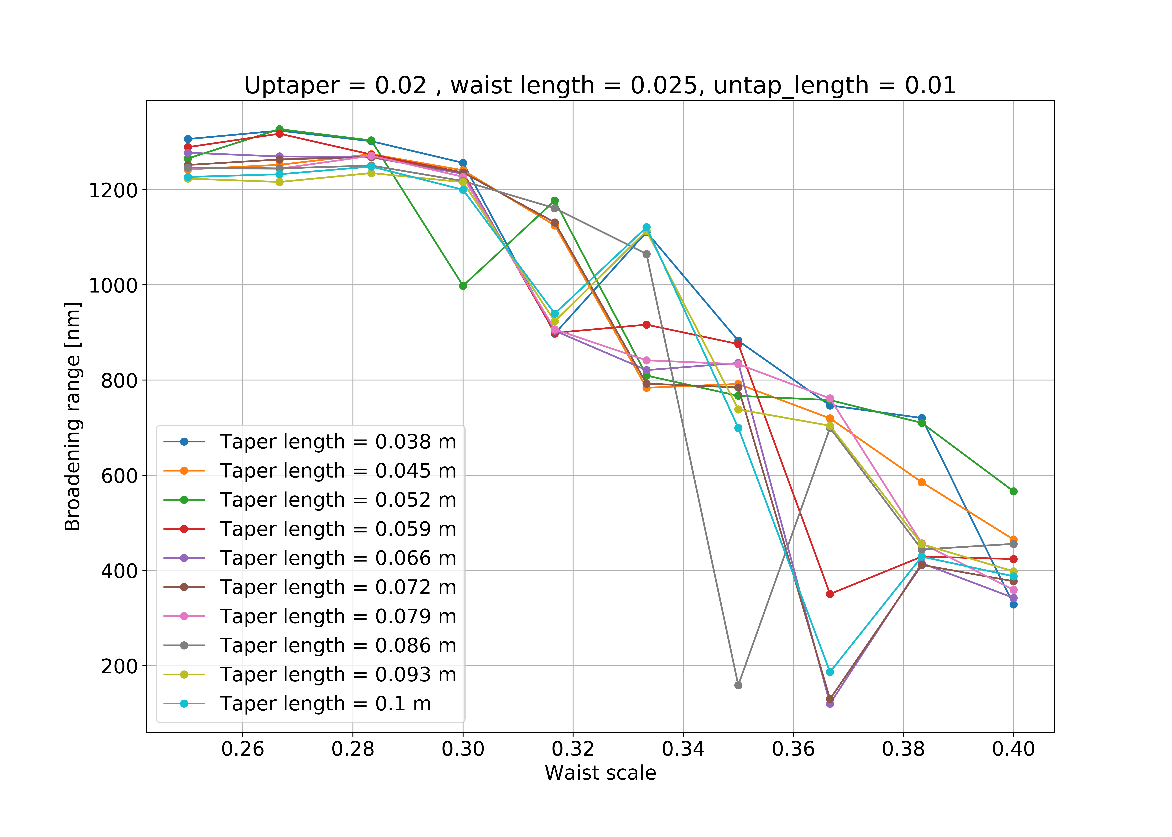 Uptaper = 0.02 , waist length = 0.025, untap_length = 0.01
Broadening range [nm]
1200
1000
800
600
400
200
Taper length = 0.038 m
Taper length = 0.045 m
Taper length = 0.052 m
Taper length = 0.059 m
Taper length = 0.066 m
Taper length = 0.072 m
Taper length = 0.079 m
Taper length = 0.086 m
Taper length = 0.093 m
Taper length = 0.1 m
0.26 0.28 0.30 0.32 0.34 0.36 0.38 0.40
Waist scale